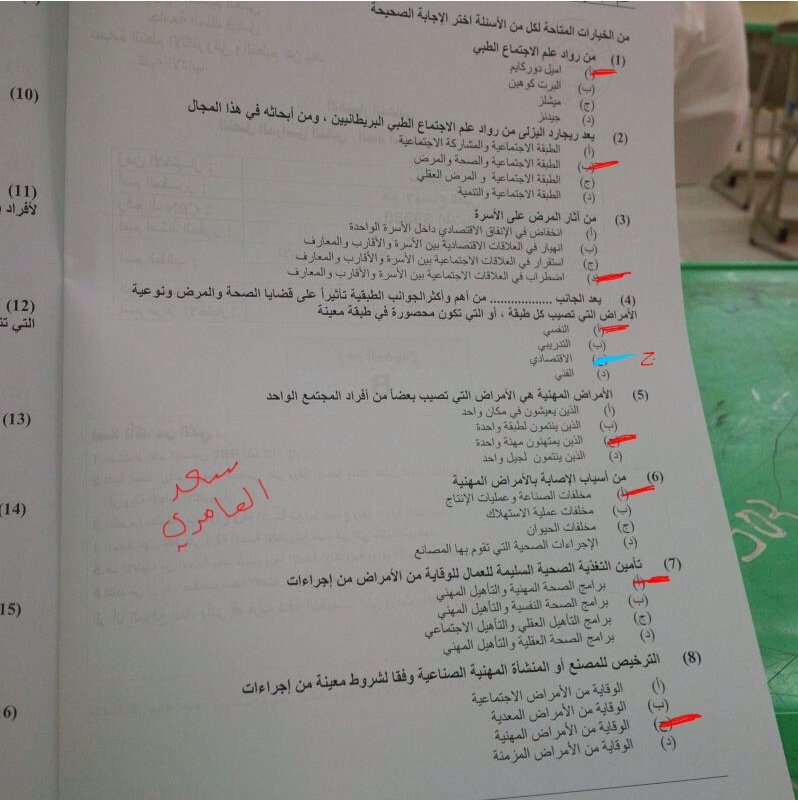 من الخيارات المتاحة لكل من الأسئلة اختر الإجابة الصحيحة
(1) من رواد علم الاجتماع الطبي
(أ) اميل دوركايم
(ب) البرت كوهين
(ج) ميشلز
(د) جيدنز
(2) يعد ريجارد اليزلى من رواد علم الاجتماع الطبي البريطانيين ، ومن أبحاثه في هذا المجال
(أ) الطبقة الاجتماعية والمشاركة الاجتماعية
(ب) الطبقة الاجتماعية والصحة والمرض
(ج) الطبقة الاجتماعية و المرض العقلي
(د) الطبقة الاجتماعية والتنمية
(3) من آثار المرض على الأسرة
(أ) انخفاض في الإنفاق الاقتصادي داخل الأسرة الواحدة
(ب) انهيار في العلاقات الاقتصادية بين الأسرة والأقارب والمعارف
(ج) استقرار في العلاقات الاجتماعية بين الأسرة والأقارب والمعارف
(د) اضطراب في العلاقات الاجتماعية بين الأسرة والأقارب والمعارف
(4) يعد الجانب ................. من أهم وأكثرالجوانب الطبقية تأثيراً على قضايا الصحة والمرض ونوعية
الأمراض التي تصيب كل طبقة ، أو التي تكون محصورة في طبقة معينة
(أ) النفسي
(ب) التدريبي
(ج) الاقتصادي ج
(د) الفني
(5) الأمراض المهنية هي الأمراض التي تصيب بعضاً من أفراد المجتمع الواحد
(أ) الذين يعيشون في مكان واحد
(ب) الذين ينتمون لطبقة واحدة
(ج) الذين يمتهنون مهنة واحدة
(د) الذين ينتمون لجيل واحد
(6) من أسباب الإصابة بالأمراض المهنية
(أ) مخلفات الصناعة وعمليات الإنتاج
(ب) مخلفات عملية الاستهلاك
(ج) مخلفات الحيوان
(د) الإجراءات الصحية التي تقوم بها المصانع
(7) تأمين التغذية الصحية السليمة للعمال للوقاية من الأمراض من إجراءات
(أ) برامج الصحة المهنية والتأهيل المهني
(ب) برامج الصحة النفسية والتأهيل المهني
(ج) برامج التأهيل العقلي والتأهيل الاجتماعي
(د) برامج الصحة العقلية والتأهيل المهني
(8) الترخيص للمصنع أو المنشأة المهنية الصناعية وفقا لشروط معينة من إجراءات
(أ) الوقاية من الأمراض الاجتماعية
(ب) الوقاية من الأمراض المعدية
(ج) الوقاية من الأمراض المهنية
(د) الوقاية من الأمراض المزمنة
سعد
العامري
(10)
(11)
لأفراد
(12)
(13)
(14)
15)
6)